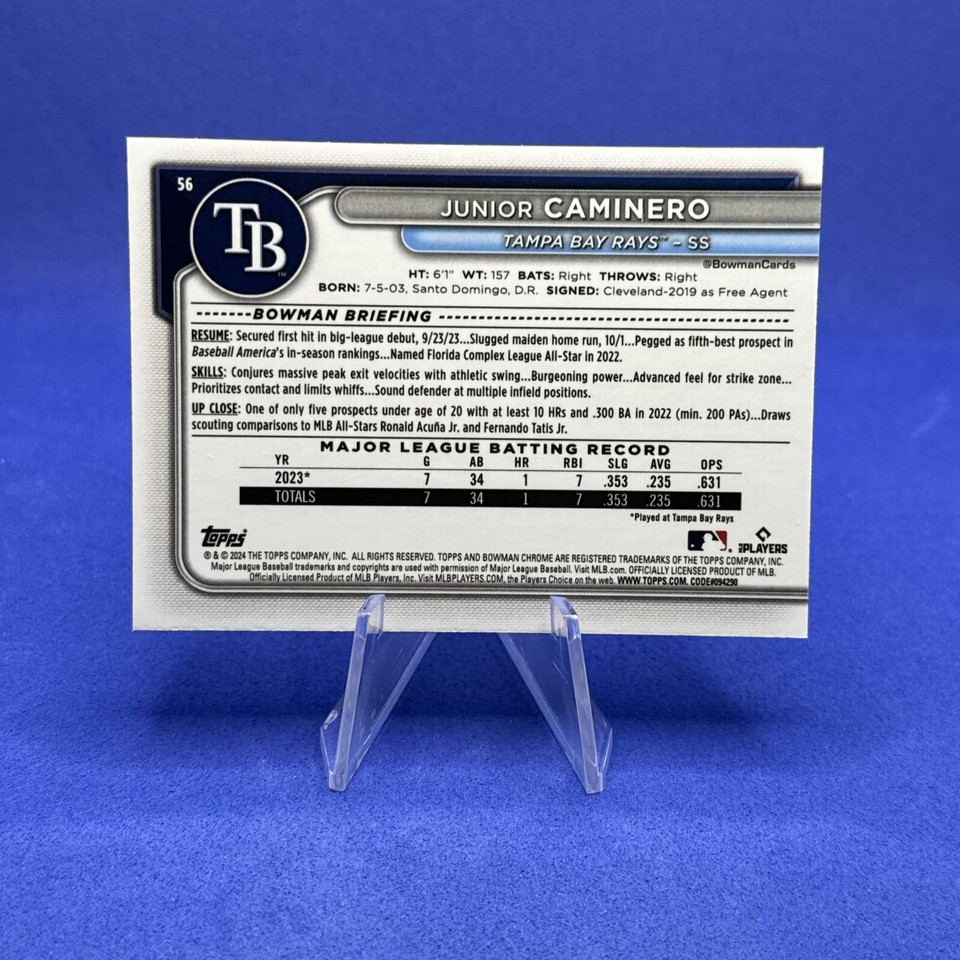 56
TB
™
JUNIOR CAMINERO
TAMPA BAY RAYS™ – SS
@BowmanCards
HT: 6'1" WT: 157 BATS: Right THROWS: Right
BORN: 7-5-03, Santo Domingo, D.R. SIGNED: Cleveland-2019 as Free Agent
BOWMAN BRIEFING
RESUME: Secured first hit in big-league debut, 9/23/23...Slugged maiden home run, 10/1...Pegged as fifth-best prospect in
Baseball America's in-season rankings...Named Florida Complex League All-Star in 2022.
SKILLS: Conjures massive peak exit velocities with athletic swing...Burgeoning power...Advanced feel for strike zone...
Prioritizes contact and limits whiffs...Sound defender at multiple infield positions.
UP CLOSE: One of only five prospects under age of 20 with at least 10 HRs and .300 BA in 2022 (min. 200 PAs)...Draws
scouting comparisons to MLB All-Stars Ronald Acuña Jr. and Fernando Tatis Jr.
MAJOR LEAGUE BATTING RECORD
YR G AB HR RBI SLG AVG OPS
2023* 7 34 1 7 .353 .235 .631
TOTALS 7 34 1 7 .353 .235 .631
*Played at Tampa Bay Rays
topps®
PLAYERS
® & © 2024 THE TOPPS COMPANY, INC. ALL RIGHTS RESERVED. TOPPS AND BOWMAN CHROME ARE REGISTERED TRADEMARKS OF THE TOPPS COMPANY, INC.
Major League Baseball trademarks and copyrights are used with permission of Major League Baseball. Visit MLB.com. OFFICIALLY LICENSED PRODUCT OF MLB.
Officially Licensed Product of MLB Players, Inc. Visit MLBPLAYERS.COM, the Players Choice on the web. WWW.TOPPS.COM. CODE#094290